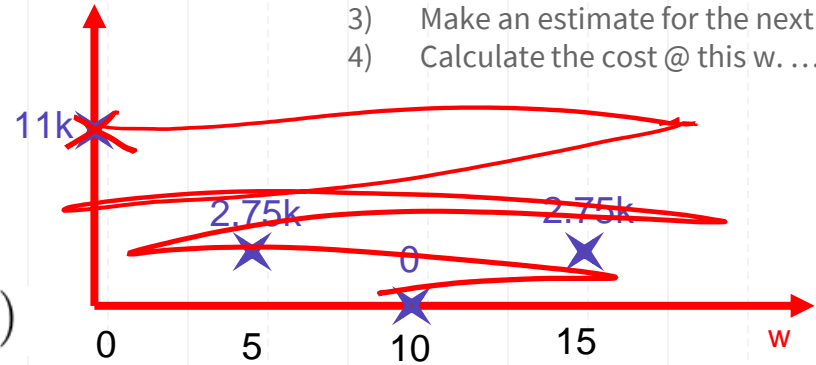 3) Make an estimate for the next
4) Calculate the cost @ this w. ...
11k
2.75k 2.75k
0
)
0 5 10 15
w